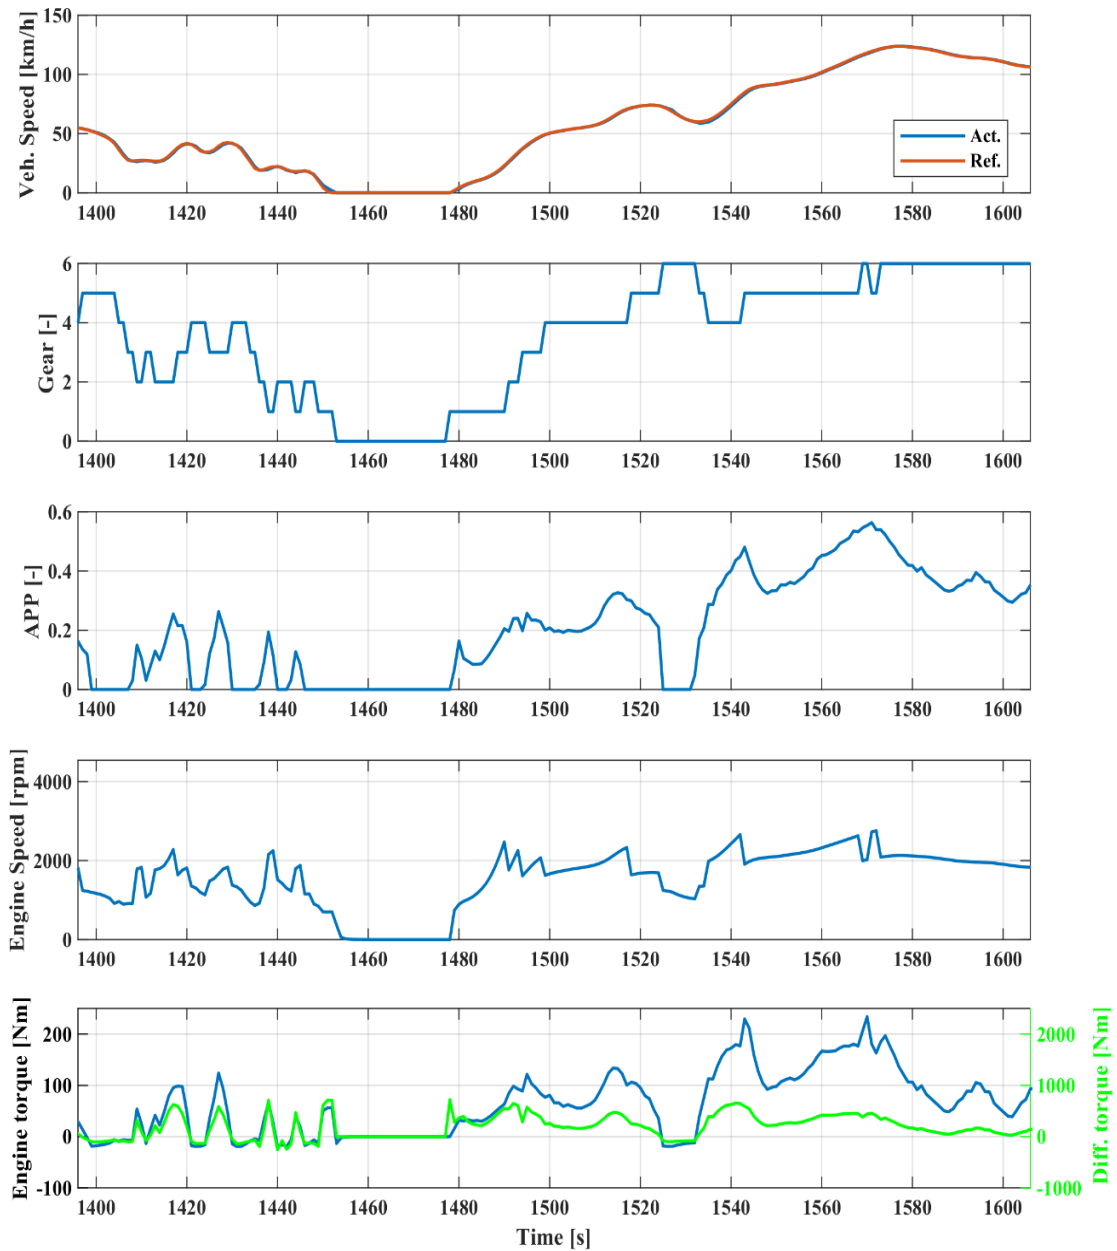 Veh. Speed [km/h]
150
100
50
0
Act.
Ref.
1400 1420 1440 1460 1480 1500 1520 1540 1560 1580 1600
Gear [-]
6
4
2
0
1400 1420 1440 1460 1480 1500 1520 1540 1560 1580 1600
APP [-]
0.6
0.4
0.2
0
1400 1420 1440 1460 1480 1500 1520 1540 1560 1580 1600
Engine Speed [rpm]
4000
2000
0
1400 1420 1440 1460 1480 1500 1520 1540 1560 1580 1600
Engine torque [Nm]
200
100
0
-100
2000
1000
0
-1000
Diff. torque [Nm]
1400 1420 1440 1460 1480 1500 1520 1540 1560 1580 1600
Time [s]